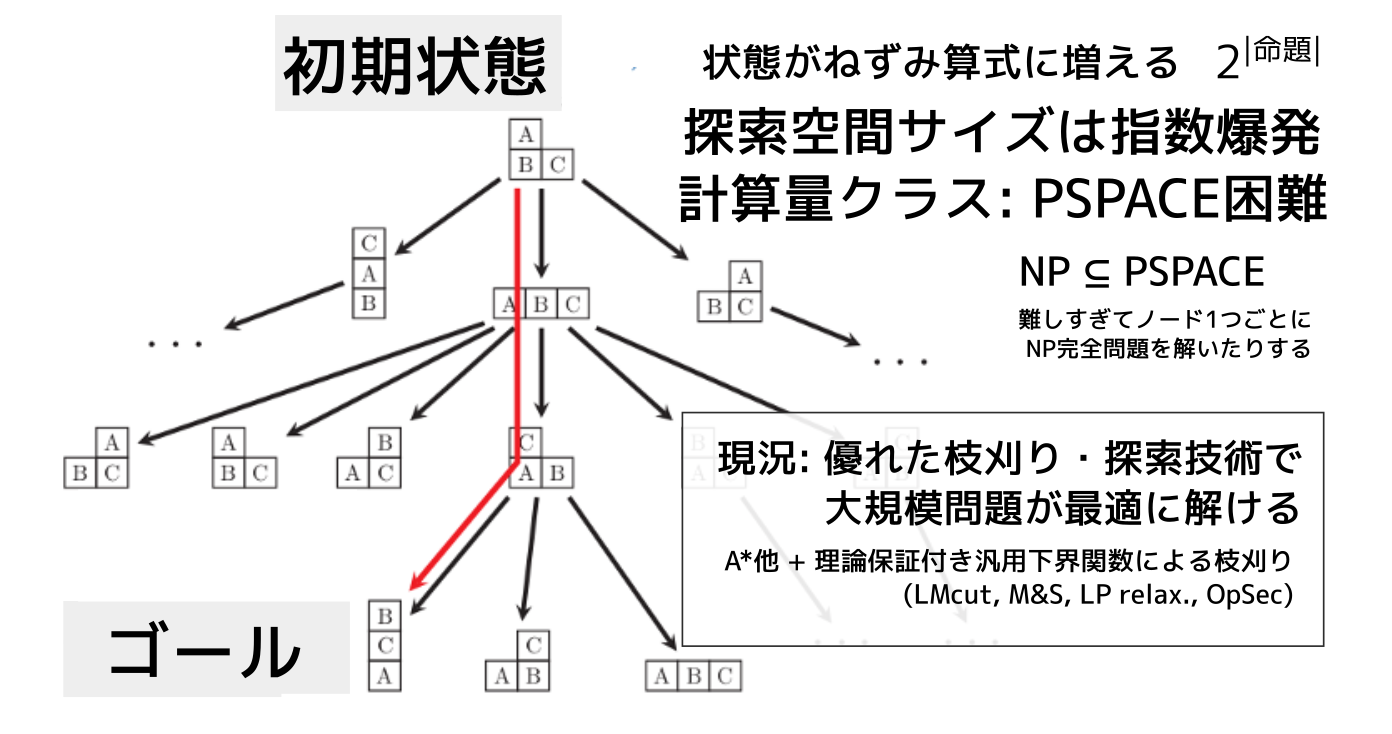 初期状態
状態がねずみ算式に増える 2^|命題|
探索空間サイズは指数爆発
計算量クラス: PSPACE困難
NP ⊆ PSPACE
難しすぎてノード1つごとに
NP完全問題を解いたりする
A
B C
C
A
B
A B C
A
B C
. . .
. . .
A
B C
A
B C
B
A C
C
A B
B
A C
C
A B
現況: 優れた枝刈り・探索技術で
大規模問題が最適に解ける
A*他 + 理論保証付き汎用下界関数による枝刈り
(LMcut, M&S, LP relax., OpSec)
. . .
. . .
ゴール
B
C
A
C
A B
A B C